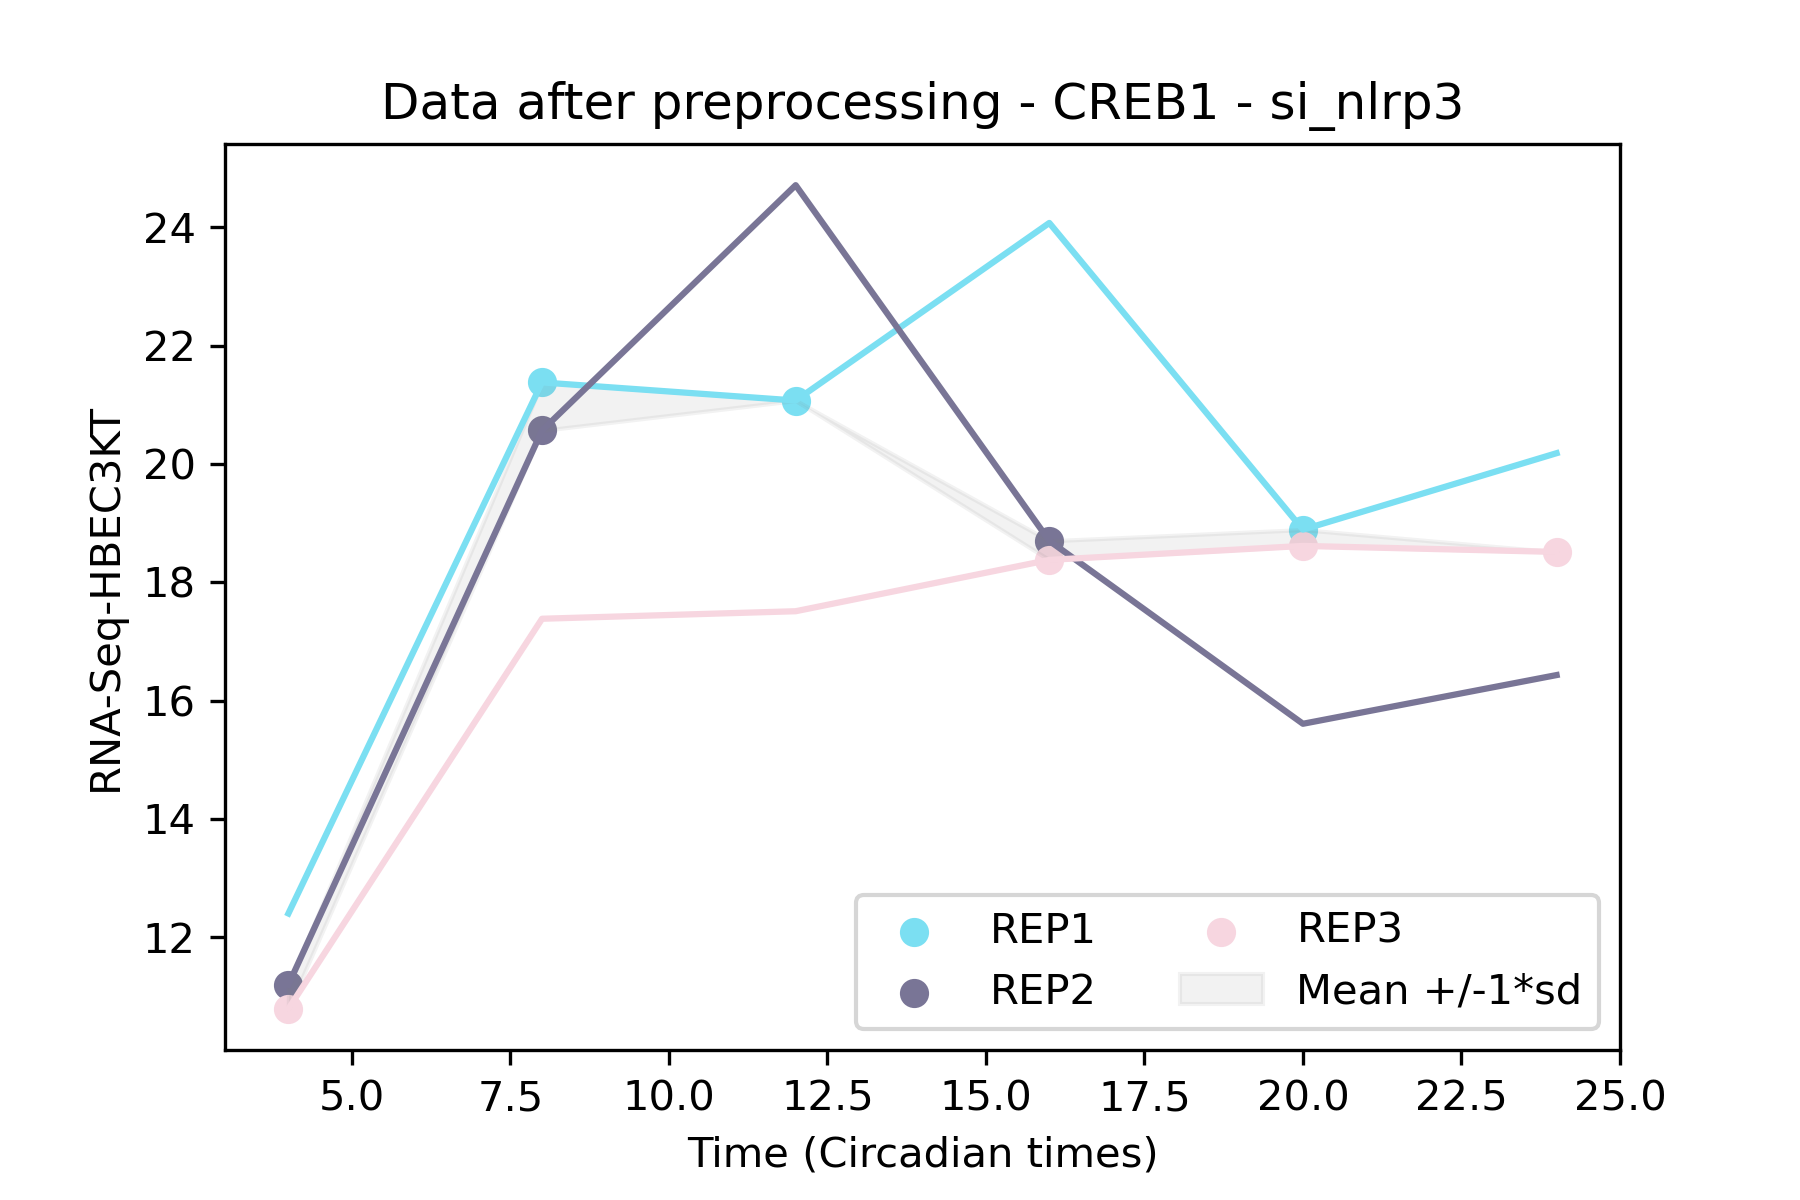 Data after preprocessing - CREB1 - si_nlrp3
RNA-Seq-HBEC3KT
24
22
20
18
16
14
12
REP1
REP2
REP3
Mean +/-1*sd
5.0 7.5 10.0 12.5 15.0 17.5 20.0 22.5 25.0
Time (Circadian times)